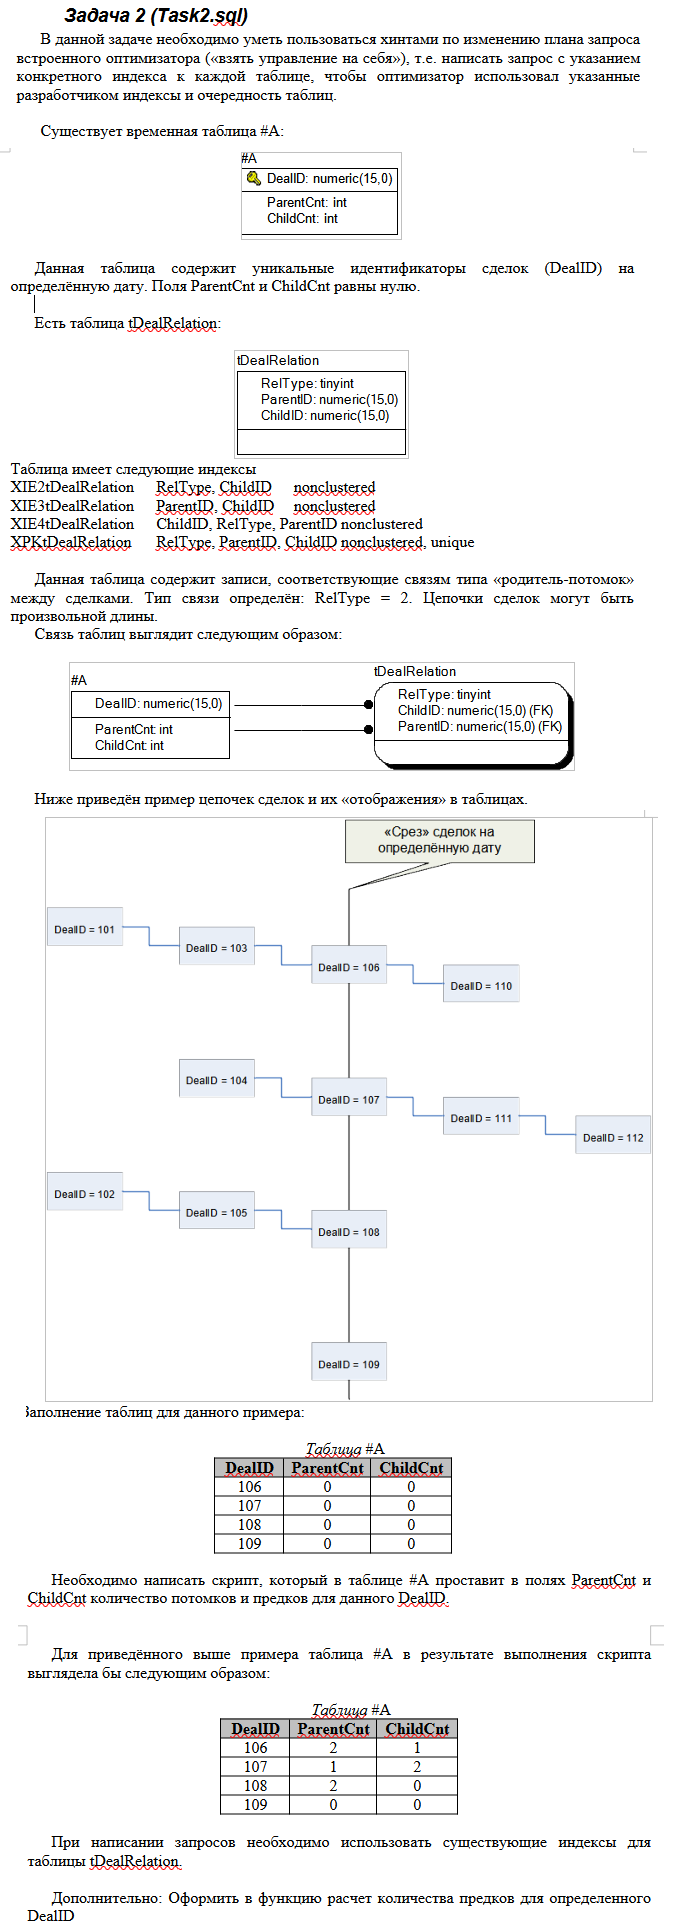 Задача 2 (Task2.sql)
В данной задаче необходимо уметь пользоваться хинтами по изменению плана запроса
встроенного оптимизатора («взять управление на себя»), т.е. написать запрос с указанием
конкретного индекса к каждой таблице, чтобы оптимизатор использовал указанные
разработчиком индексы и очередность таблиц.
Существует временная таблица #A:
#A
DealID: numeric(15,0)
ParentCnt: int
ChildCnt: int
Данная таблица содержит уникальные идентификаторы сделок (DealID) на
определённую дату. Поля ParentCnt и ChildCnt равны нулю.
Есть таблица tDealRelation:
tDealRelation
RelType: tinyint
ParentID: numeric(15,0)
ChildID: numeric(15,0)
Таблица имеет следующие индексы
XIE2tDealRelation RelType, ChildID nonclustered
XIE3tDealRelation ParentID, ChildID nonclustered
XIE4tDealRelation ChildID, RelType, ParentID nonclustered
XPKtDealRelation RelType, ParentID, ChildID nonclustered, unique
Данная таблица содержит записи, соответствующие связям типа «родитель-потомок»
между сделками. Тип связи определён: RelType = 2. Цепочки сделок могут быть
произвольной длины.
Связь таблиц выглядит следующим образом:
#A
DealID: numeric(15,0)
ParentCnt: int
ChildCnt: int
tDealRelation
RelType: tinyint
ChildID: numeric(15,0) (FK)
ParentID: numeric(15,0) (FK)
Ниже приведён пример цепочек сделок и их «отображения» в таблицах.
«Срез» сделок на
определённую дату
DealID = 101
DealID = 103
DealID = 106
DealID = 110
DealID = 104
DealID = 107
DealID = 111
DealID = 112
DealID = 102
DealID = 105
DealID = 108
DealID = 109
Заполнение таблиц для данного примера:
Таблица #A
DealID ParentCnt ChildCnt
106 0 0
107 0 0
108 0 0
109 0 0
Необходимо написать скрипт, который в таблице #A проставит в полях ParentCnt и
ChildCnt количество потомков и предков для данного DealID.
Для приведённого выше примера таблица #A в результате выполнения скрипта
выглядела бы следующим образом:
Таблица #A
DealID ParentCnt ChildCnt
106 2 1
107 1 2
108 2 0
109 0 0
При написании запросов необходимо использовать существующие индексы для
таблицы tDealRelation.
Дополнительно: Оформить в функцию расчет количества предков для определенного
DealID